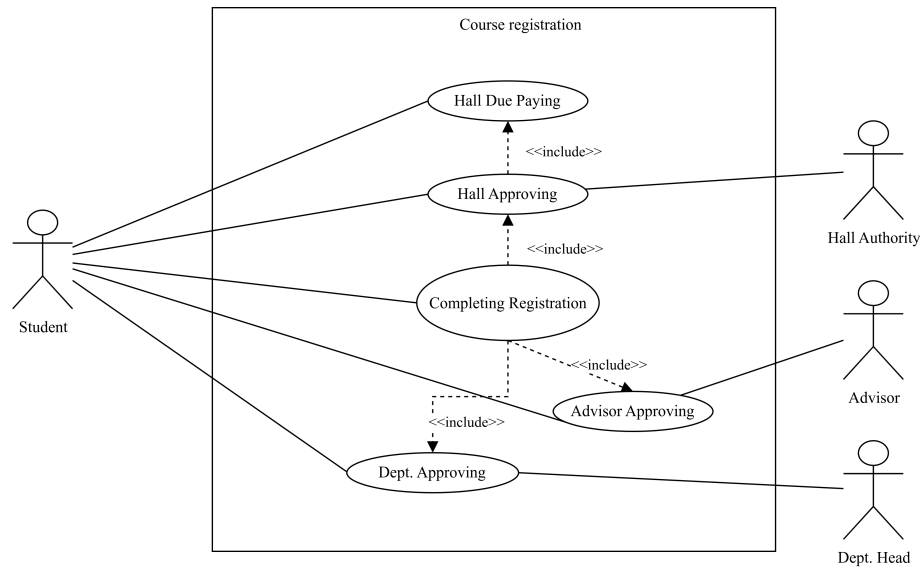 Course registration
Hall Due Paying
<<include>>
Hall Approving
Hall Authority
<<include>>
Completing Registration
Student
<<include>>
Advisor
Advisor Approving
<<include>>
Dept. Approving
Dept. Head